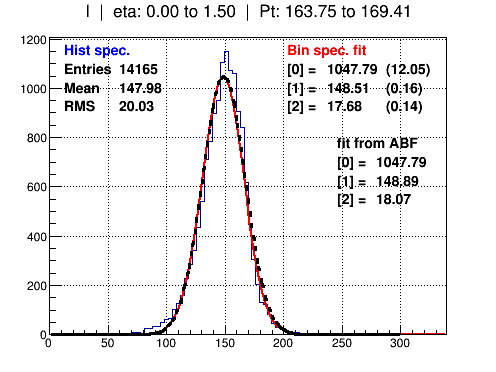 I | eta: 0.00 to 1.50 | Pt: 163.75 to 169.41
Hist spec.
Entries 14165
Mean 147.98
RMS 20.03
Bin spec. fit
[0] = 1047.79 (12.05)
[1] = 148.51 (0.16)
[2] = 17.68 (0.14)
fit from ABF
[0] = 1047.79
[1] = 148.89
[2] = 18.07
1200
1000
800
600
400
200
0
0 50 100 150 200 250 300